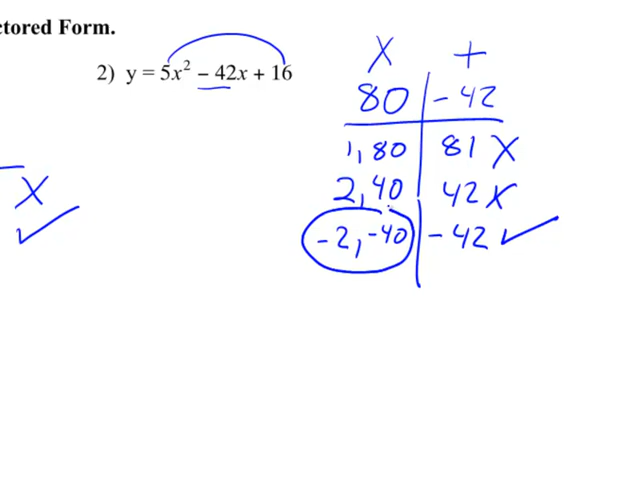 ctored Form.
2) y = 5x² – 42x + 16
X +
80 -42
1, 80 81 X
2, 40 42 X
-2, -40 -42 ✓
X
✓